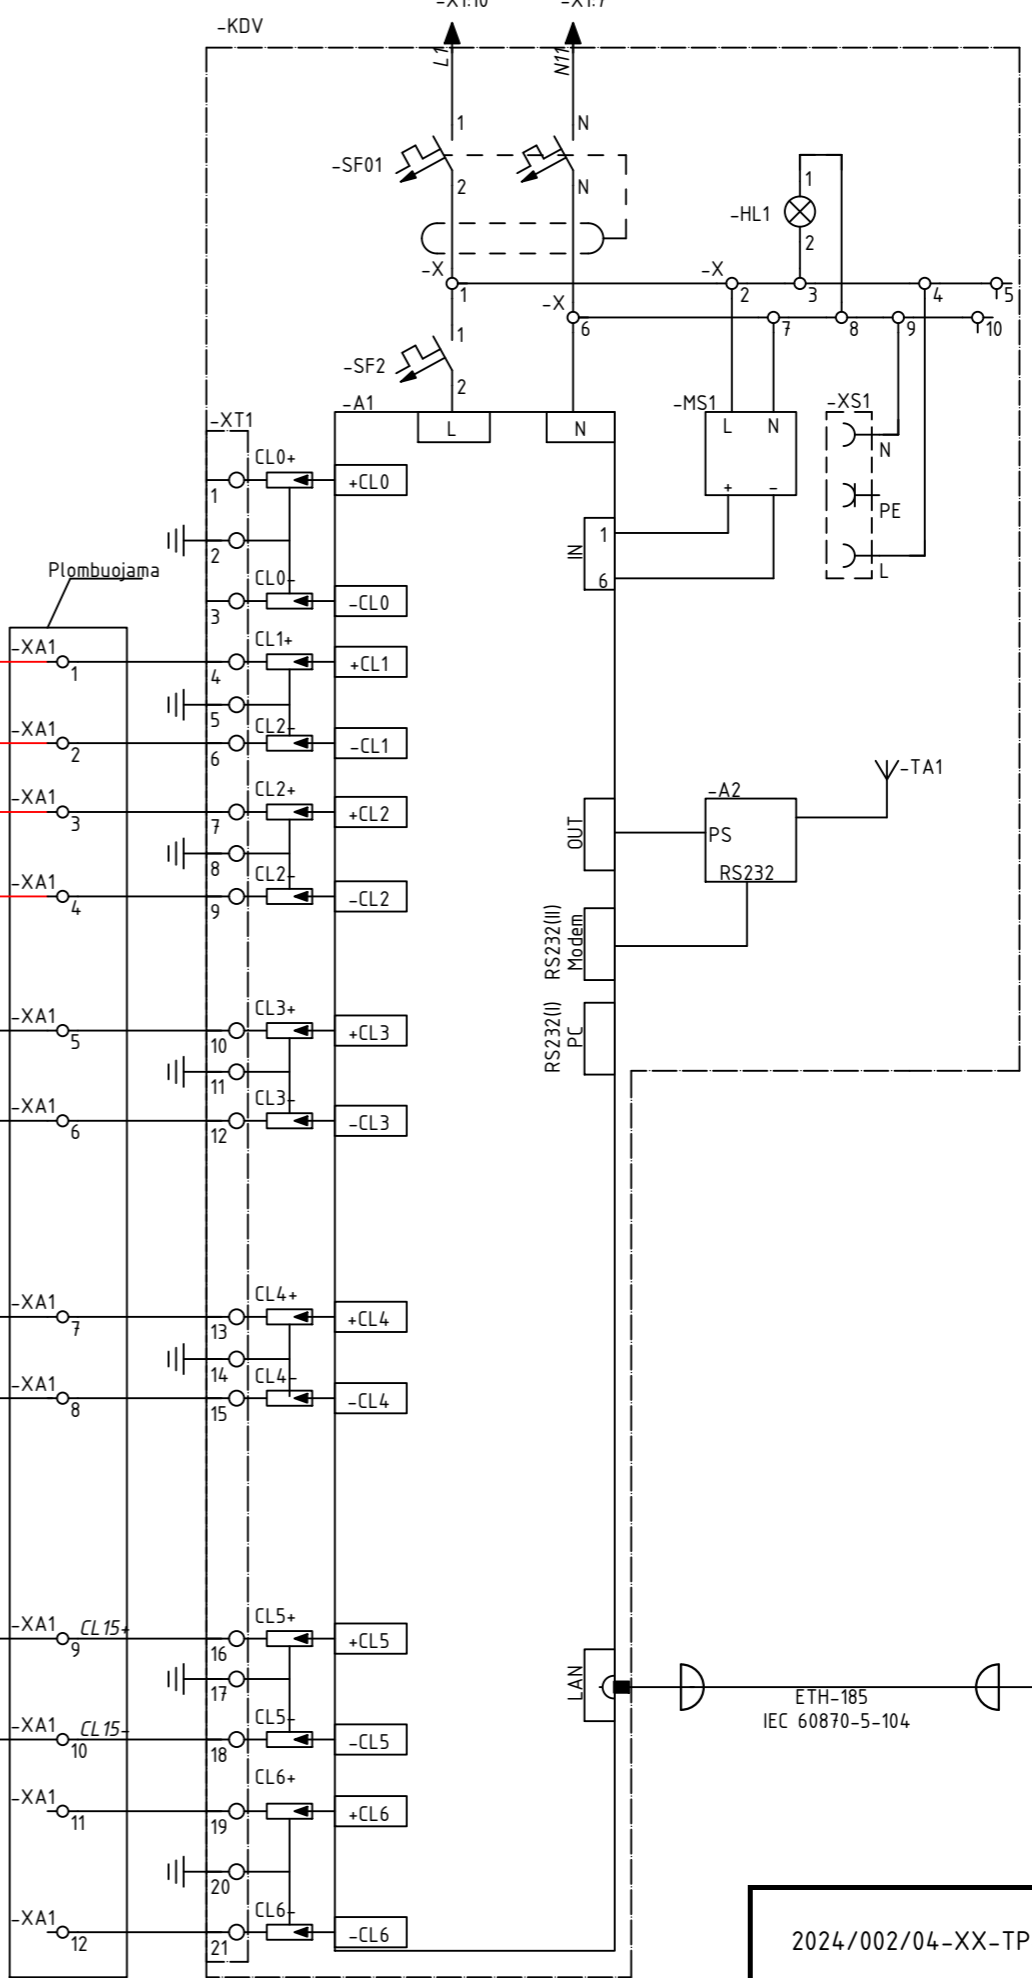 -X1:10 -X1:7
-KDV
L1 N11
1 N
-SF01
2 N
1
-HL1
2
-X -X
1 2 3 4 5
-X
6 7 8 9 10
1
-SF2
2
-A1 -MS1 -XS1
L N L N N
-XT1
CL0+
1 +CL0
+ - PE
2
IN 1
L
Plombuojama
CL0-
3 -CL0
6
-XA1 CL1+
1 4 +CL1
5
-XA1 CL2-
2 6 -CL1
-TA1
-XA1 CL2+
3 7 +CL2
-A2
OUT PS
8
RS232
-XA1 CL2-
4 9 -CL2
RS232(II)
Modem
-XA1 CL3+
5 10 +CL3
RS232(I)
PC
11
-XA1 CL3-
6 12 -CL3
-XA1 CL4+
7 13 +CL4
14
-XA1 CL4-
8 15 -CL4
-XA1 CL15+ CL5+
9 16 +CL5
17
LAN
ETH-185
IEC 60870-5-104
-XA1 CL15- CL5-
10 18 -CL5
-XA1 CL6+
11 19 +CL6
20
-XA1 CL6-
12 21 -CL6
2024/002/04-XX-TP